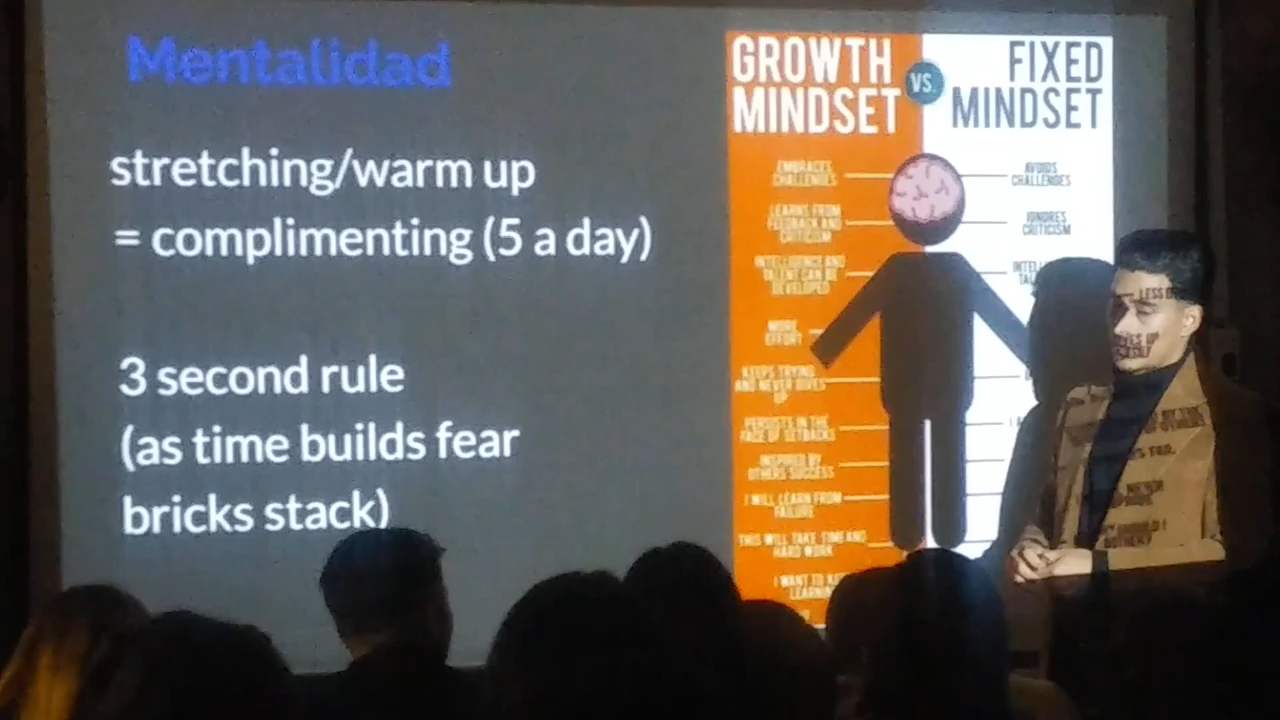 Mentalidad
stretching/warm up
= complimenting (5 a day)
3 second rule
(as time builds fear
bricks stack)
GROWTH
MINDSET
VS.
FIXED
MINDSET
EMBRACES
CHALLENGES
LEARNS FROM
FEEDBACK AND
CRITICISM
INTELLIGENCE AND
TALENT CAN BE
DEVELOPED
MORE
EFFORT
KEEPS TRYING
AND NEVER GIVES
UP
PERSISTS IN THE
FACE OF SETBACKS
INSPIRED BY
OTHERS SUCCESS
I WILL LEARN FROM
FAILURE
THIS WILL TAKE TIME AND
HARD WORK
I WANT TO
AVOIDS
CHALLENGES
IGNORES
CRITICISM
LESS